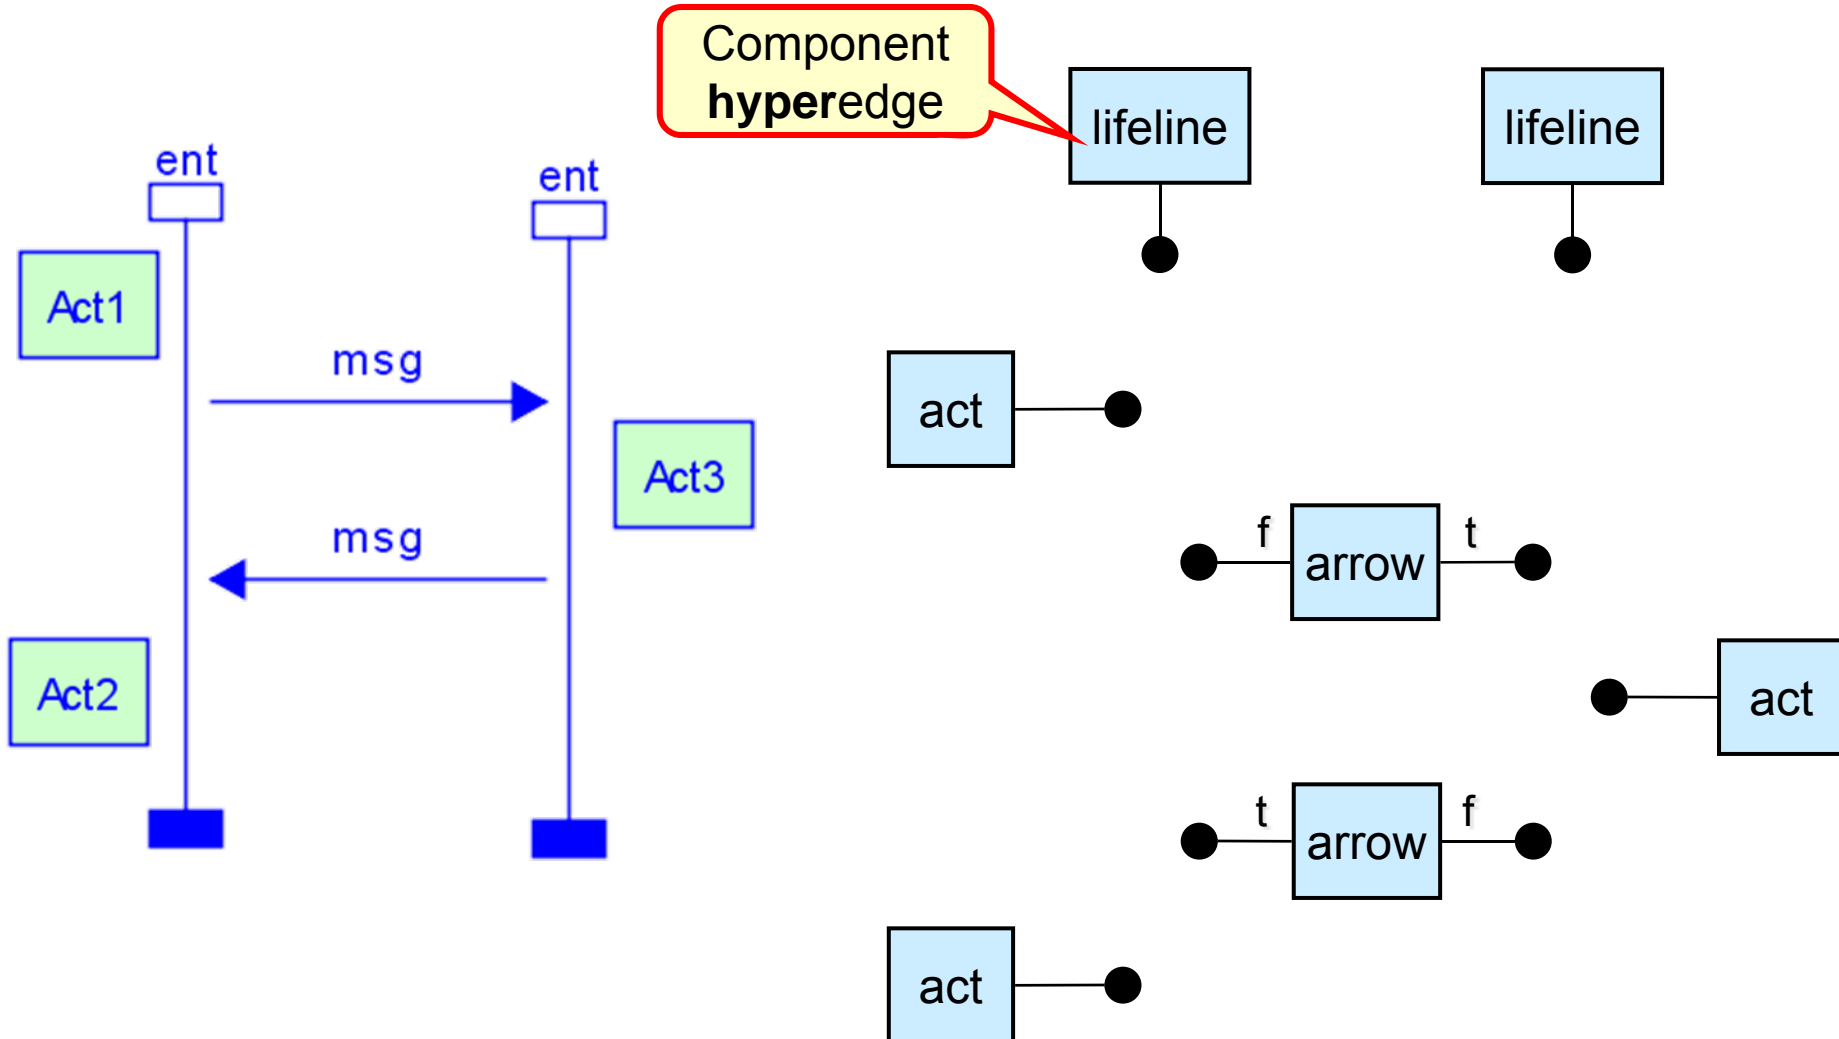 Component
hyperedge
lifeline
lifeline
ent
ent
Act1
msg
act
Act3
f
t
arrow
msg
Act2
act
t
f
arrow
act